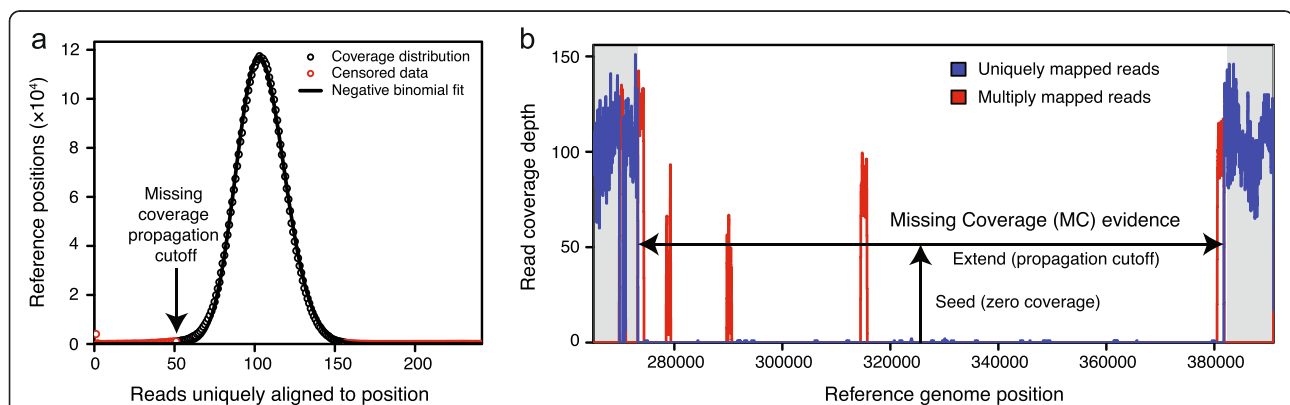 a
Reference positions (×10⁴)
12
10
8
6
4
2
0
Coverage distribution
Censored data
Negative binomial fit
Missing
coverage
propagation
cutoff
0
50
100
150
200
Reads uniquely aligned to position
b
Read coverage depth
150
100
50
0
Uniquely mapped reads
Multiply mapped reads
Missing Coverage (MC) evidence
Extend (propagation cutoff)
Seed (zero coverage)
280000
300000
320000
340000
360000
380000
Reference genome position